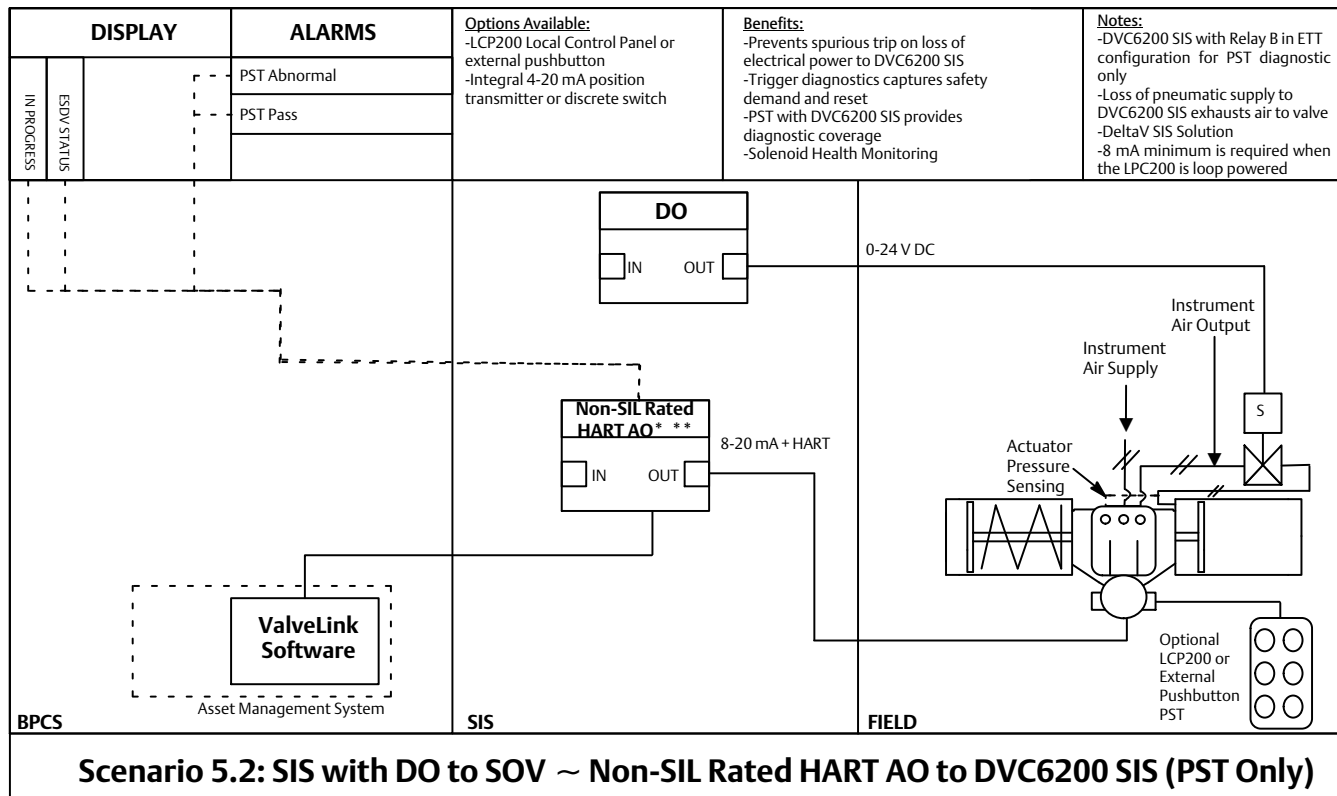 DISPLAY
ALARMS
IN PROGRESS
ESDV STATUS
PST Abnormal
PST Pass
Options Available:
-LCP200 Local Control Panel or
external pushbutton
-Integral 4-20 mA position
transmitter or discrete switch
Benefits:
-Prevents spurious trip on loss of
electrical power to DVC6200 SIS
-Trigger diagnostics captures safety
demand and reset
-PST with DVC6200 SIS provides
diagnostic coverage
-Solenoid Health Monitoring
Notes:
-DVC6200 SIS with Relay B in ETT
configuration for PST diagnostic
only
-Loss of pneumatic supply to
DVC6200 SIS exhausts air to valve
-DeltaV SIS Solution
-8 mA minimum is required when
the LPC200 is loop powered
DO
IN
OUT
0-24 V DC
Instrument
Air Output
Instrument
Air Supply
S
Non-SIL Rated
HART AO* **
IN
OUT
8-20 mA + HART
Actuator
Pressure
Sensing
ValveLink
Software
Asset Management System
Optional
LCP200 or
External
Pushbutton
PST
BPCS
SIS
FIELD
Scenario 5.2: SIS with DO to SOV ~ Non-SIL Rated HART AO to DVC6200 SIS (PST Only)